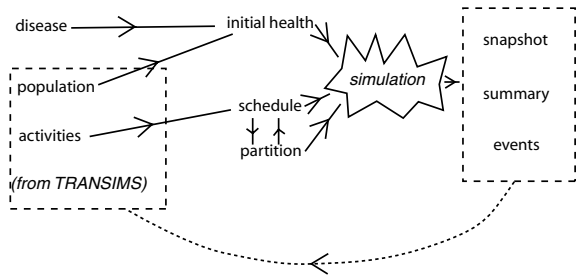 disease
initial health
snapshot
population
simulation
summary
schedule
activities
partition
events
(from TRANSIMS)